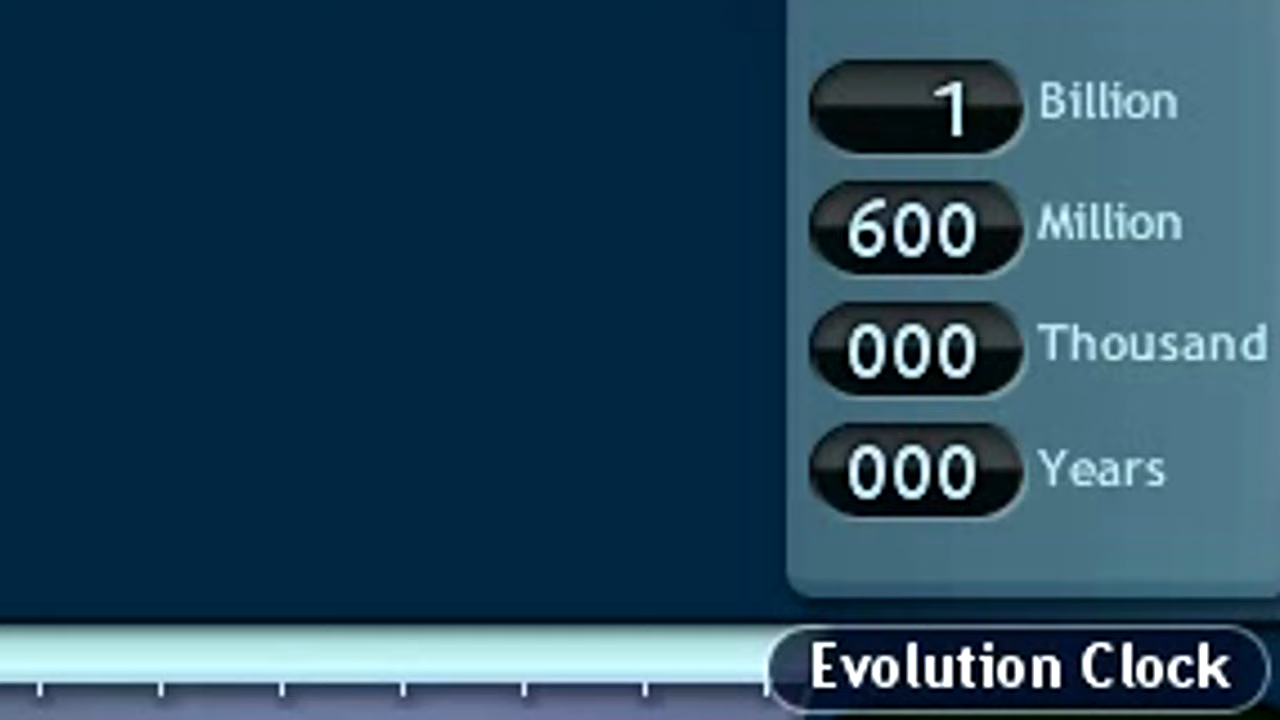 1 Billion
600 Million
000 Thousand
000 Years
Evolution Clock